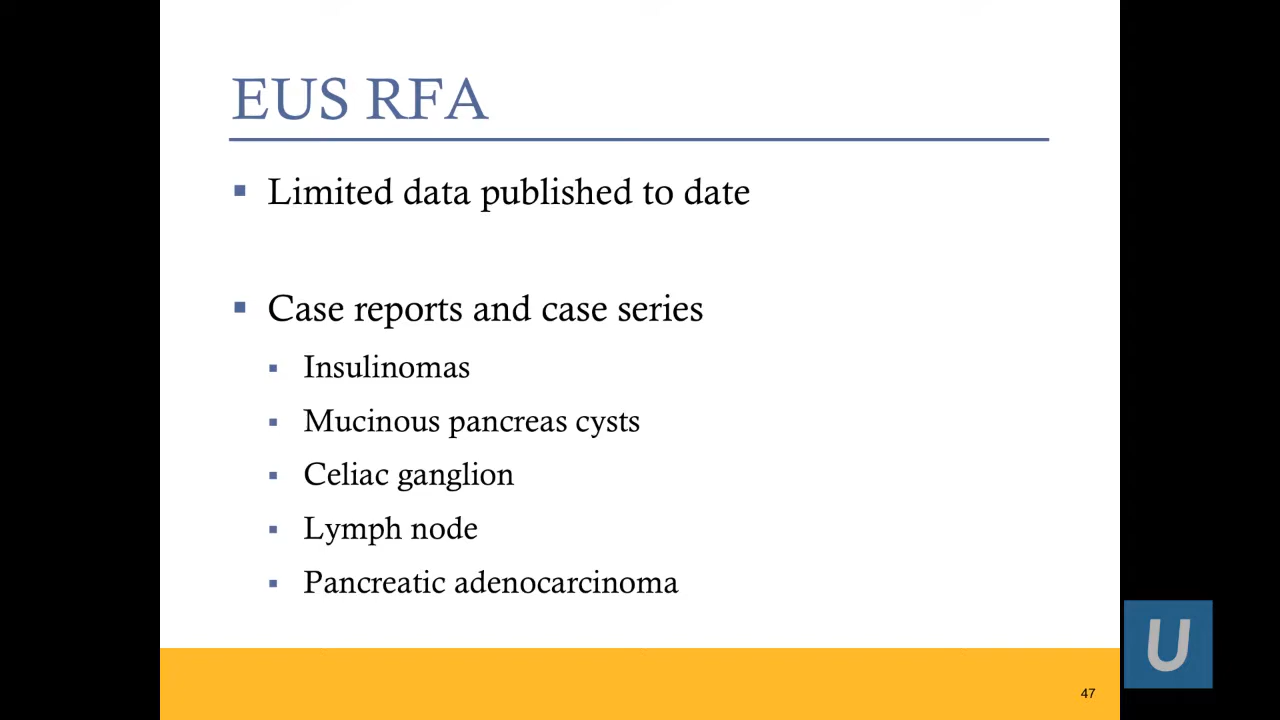 EUS RFA
Limited data published to date
Case reports and case series
Insulinomas
Mucinous pancreas cysts
Celiac ganglion
Lymph node
Pancreatic adenocarcinoma
47
U